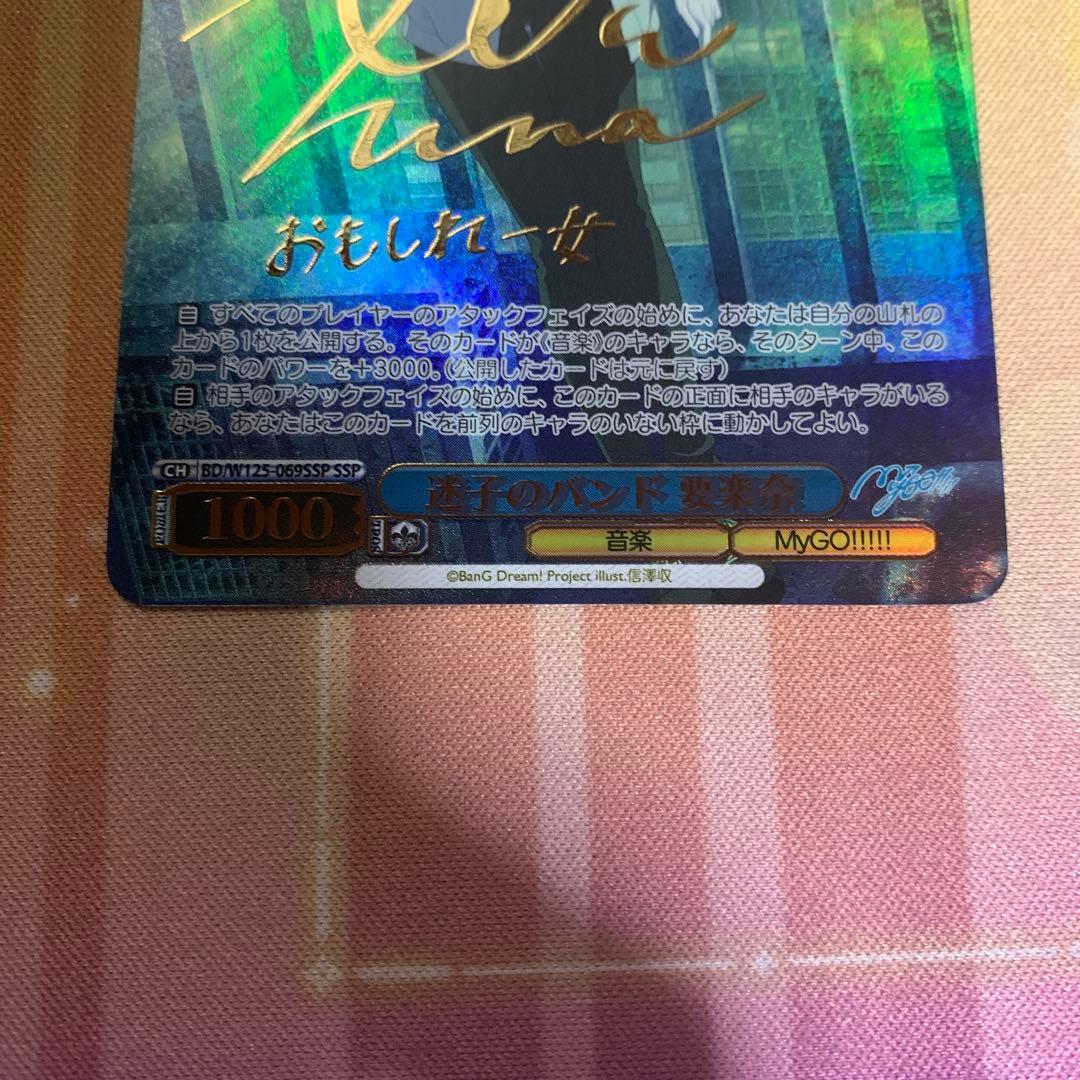 おもしれー女
自 すべてのプレイヤーのアタックフェイズの始めに、あなたは自分の山札の
上から1枚を公開する。そのカードが《音楽》のキャラなら、そのターン中、この
カードのパワーを＋3000。(公開したカードは元に戻す)
自 相手のアタックフェイズの始めに、このカードの正面に相手のキャラがいる
なら、あなたはこのカードを前列のキャラのいない枠に動かしてよい。
CH BD/W125-069SSP SSP
1000
迷子のバンド 要楽奈
音楽 MyGO!!!!!
©BanG Dream! Project illust.信澤収